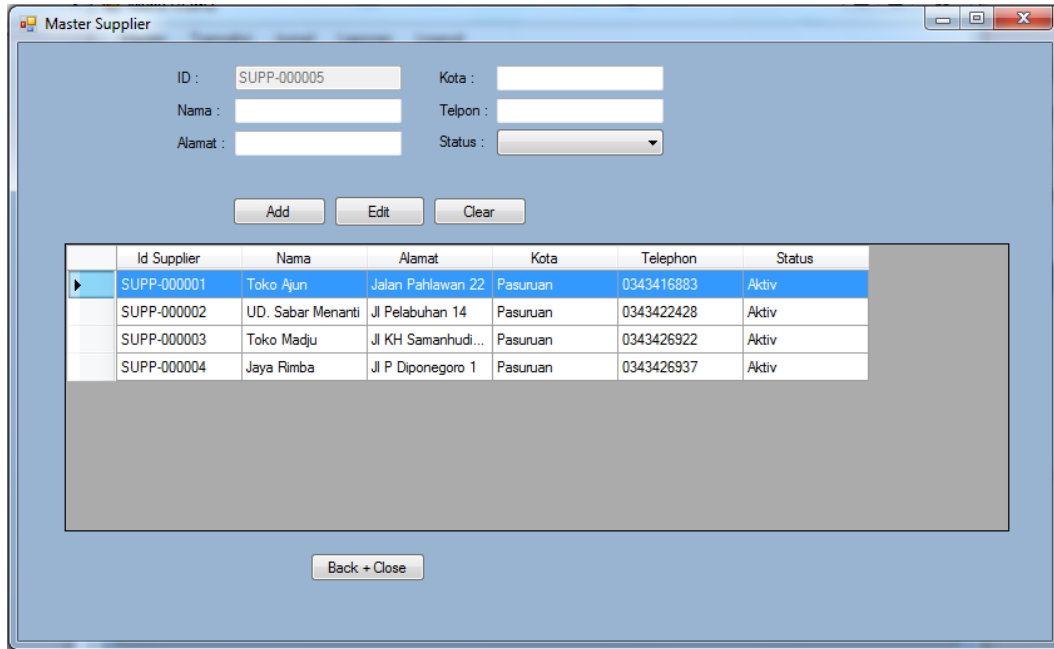 Master Supplier
ID : SUPP-000005 Kota :
Nama : Telpon :
Alamat : Status :
Add Edit Clear
Id Supplier Nama Alamat Kota Telephon Status
SUPP-000001 Toko Ajun Jalan Pahlawan 22 Pasuruan 0343416883 Aktiv
SUPP-000002 UD. Sabar Menanti Jl Pelabuhan 14 Pasuruan 0343422428 Aktiv
SUPP-000003 Toko Madju Jl KH Samanhudi... Pasuruan 0343426922 Aktiv
SUPP-000004 Jaya Rimba Jl P Diponegoro 1 Pasuruan 0343426937 Aktiv
Back + Close